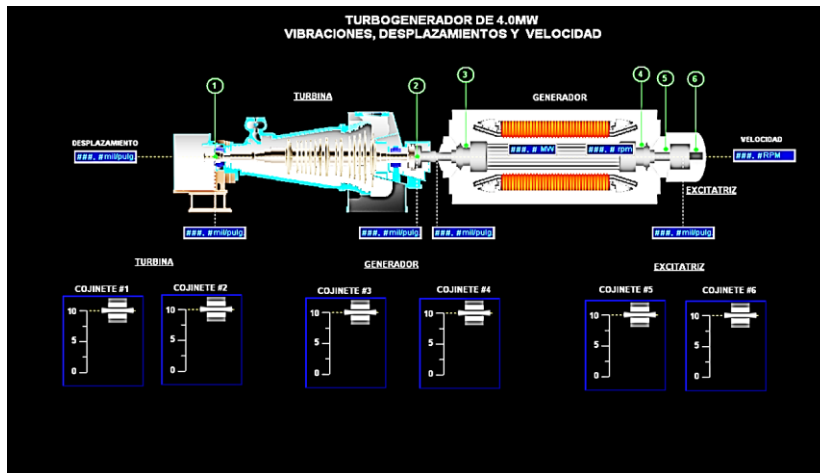 TURBOGENERADOR DE 4.0MW
VIBRACIONES, DESPLAZAMIENTOS Y VELOCIDAD
1
2
3
4
5
6
TURBINA
GENERADOR
DESPLAZAMIENTO
###. # mil/pulg
###. # MW
###. # rpm
VELOCIDAD
###. #RPM
EXCITATRIZ
###. #mil/pulg
###. #mil/pulg
###. #mil/pulg
###. #mil/pulg
TURBINA
GENERADOR
EXCITATRIZ
COJINETE #1
COJINETE #2
COJINETE #3
COJINETE #4
COJINETE #5
COJINETE #6
10
5
0
10
5
0
10
5
0
10
5
0
10
5
0
10
5
0